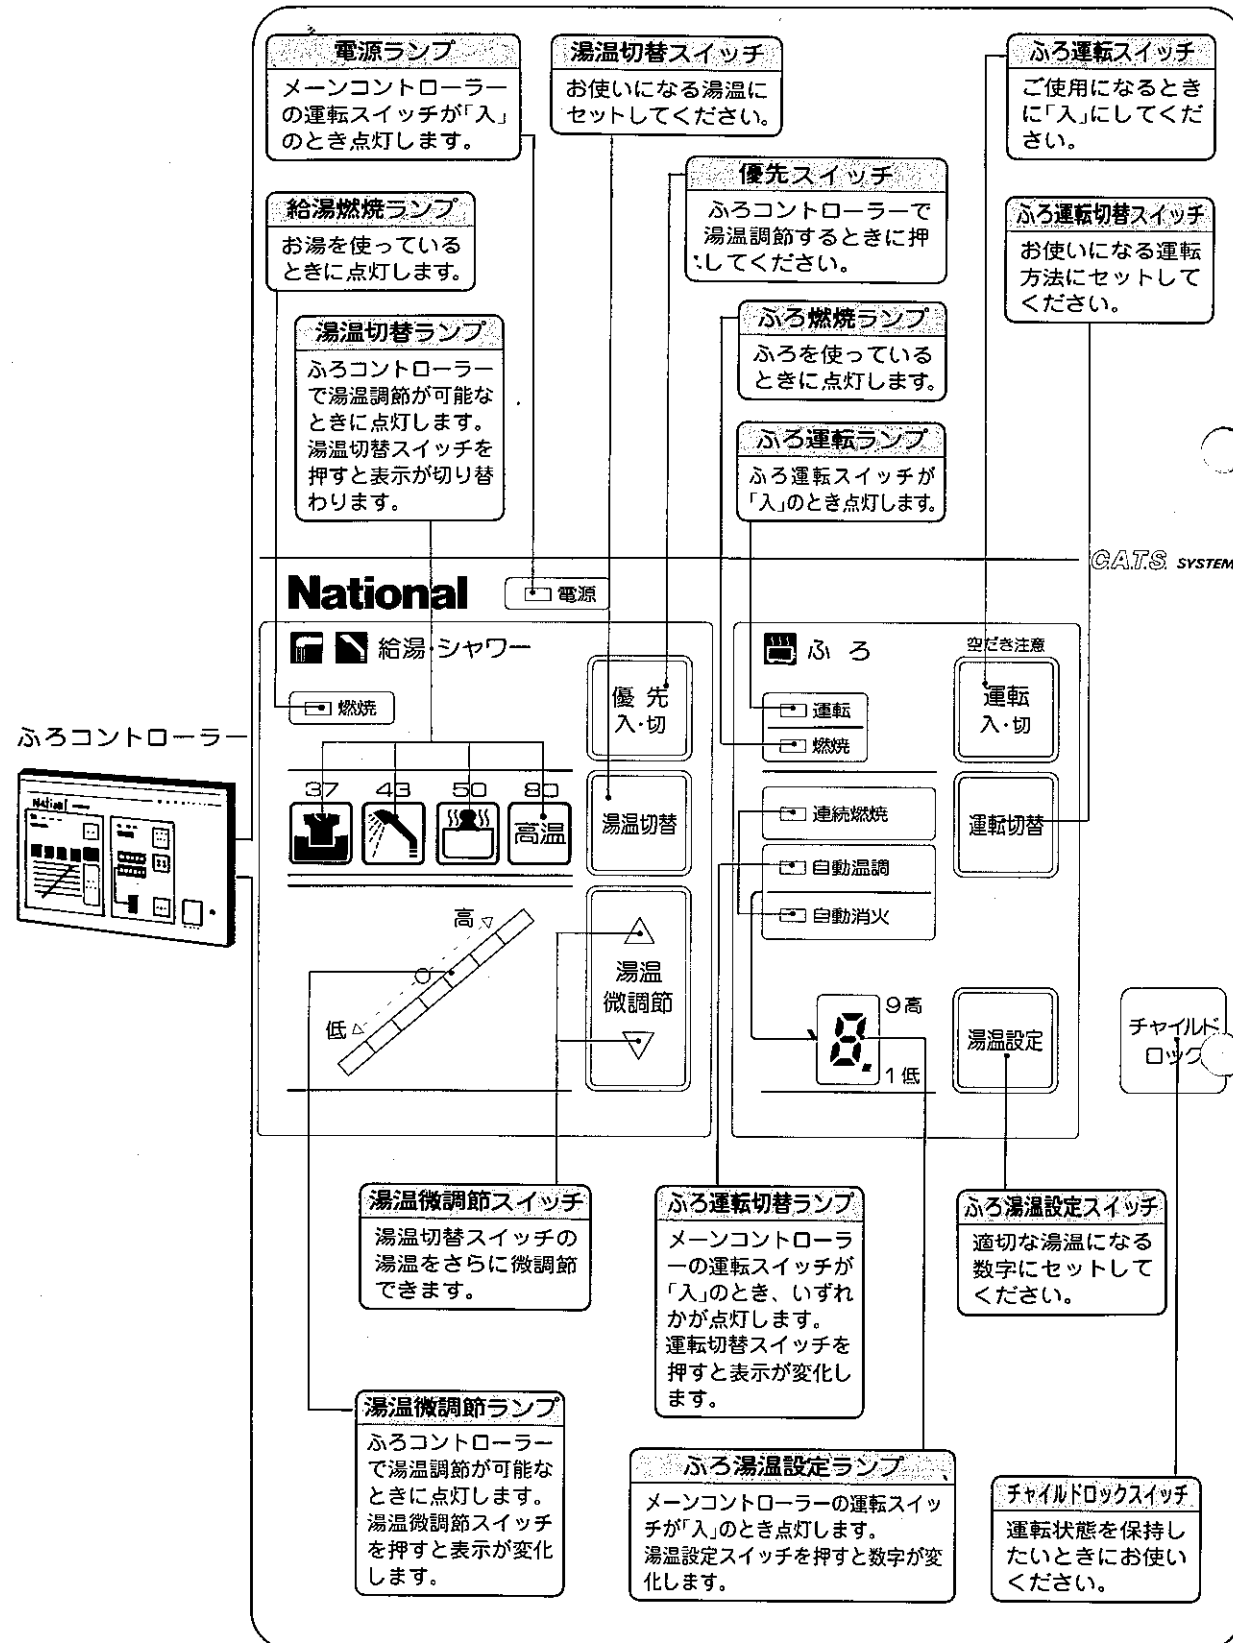 電源ランプ
メーンコントローラー
の運転スイッチが「入」
のとき点灯します。
湯温切替スイッチ
お使いになる湯温に
セットしてください。
ふろ運転スイッチ
ご使用になるとき
に「入」にしてくだ
さい。
優先スイッチ
ふろコントローラーで
湯温調節するときに押
してください。
給湯燃焼ランプ
お湯を使っている
ときに点灯します。
ふろ運転切替スイッチ
お使いになる運転
方法にセットして
ください。
湯温切替ランプ
ふろコントローラー
で湯温調節が可能な
ときに点灯します。
湯温切替スイッチを
押すと表示が切り替
わります。
ふろ燃焼ランプ
ふろを使っている
ときに点灯します。
ふろ運転ランプ
ふろ運転スイッチが
「入」のとき点灯します。
C.A.T.S. SYSTEM
National
電源
給湯・シャワー
燃焼
優先
入・切
37 43 50 80
高温
湯温切替
高
低
湯温
微調節
ふろ
空だき注意
運転
燃焼
運転
入・切
連続燃焼
自動温調
自動消火
運転切替
8.
9高
1低
湯温設定
チャイルド
ロック
ふろコントローラー
National
湯温微調節スイッチ
湯温切替スイッチの
湯温をさらに微調節
できます。
ふろ運転切替ランプ
メーンコントローラ
ーの運転スイッチが
「入」のとき、いずれ
かが点灯します。
運転切替スイッチを
押すと表示が変化し
ます。
ふろ湯温設定スイッチ
適切な湯温になる
数字にセットして
ください。
湯温微調節ランプ
ふろコントローラー
で湯温調節が可能な
ときに点灯します。
湯温微調節スイッチ
を押すと表示が変化
します。
ふろ湯温設定ランプ
メーンコントローラーの運転スイッ
チが「入」のとき点灯します。
湯温設定スイッチを押すと数字が変
化します。
チャイルドロックスイッチ
運転状態を保持し
たいときにお使い
ください。